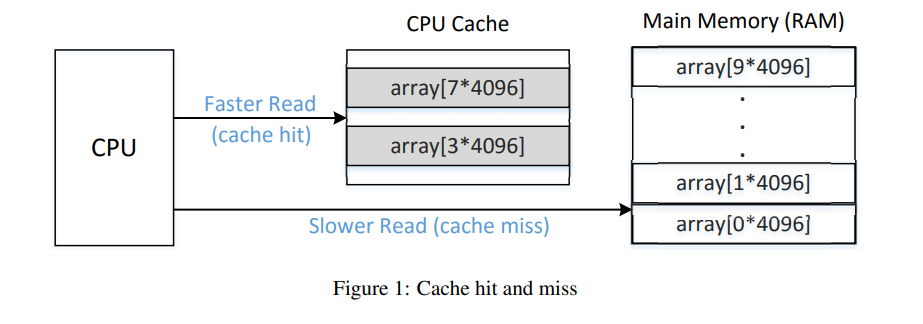 CPU Cache
Main Memory (RAM)
CPU
Faster Read
(cache hit)
array[7*4096]
array[3*4096]
array[9*4096]
.
.
.
array[1*4096]
array[0*4096]
Slower Read (cache miss)
Figure 1: Cache hit and miss